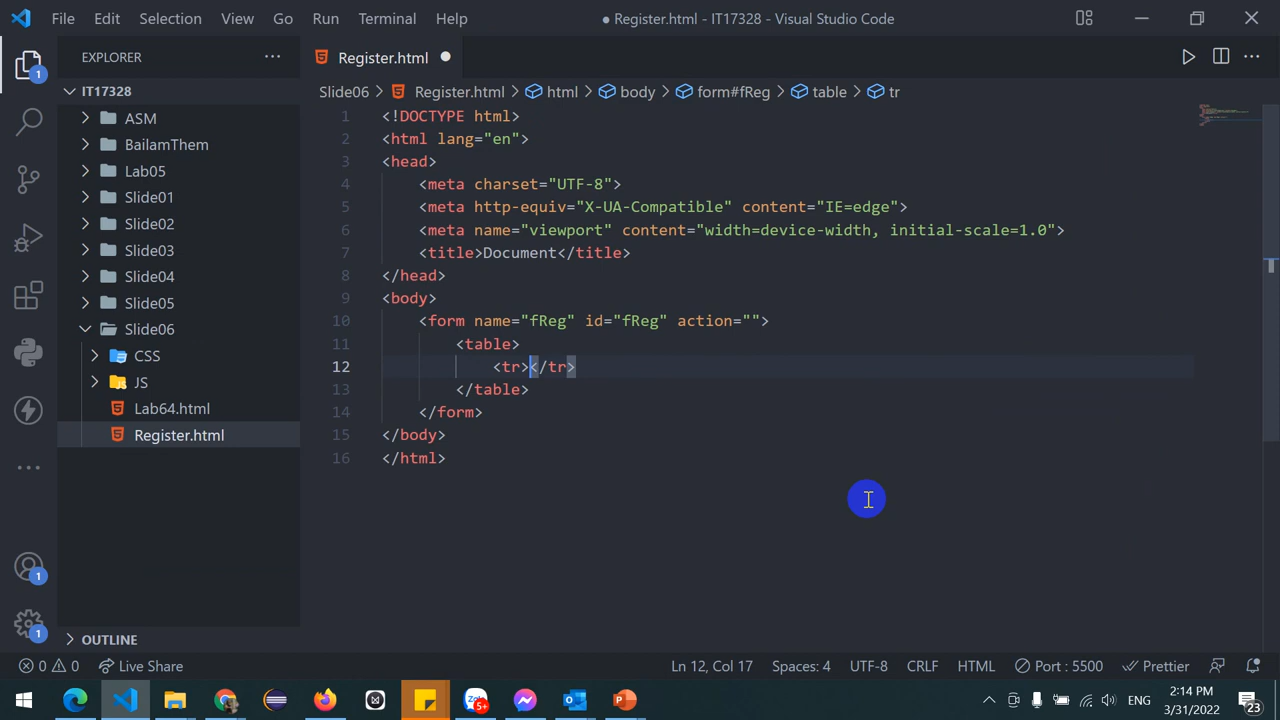 File Edit Selection View Go Run Terminal Help
● Register.html - IT17328 - Visual Studio Code
EXPLORER
Register.html
IT17328
Slide06 > Register.html > html > body > form#fReg > table > tr
ASM
BailamThem
Lab05
Slide01
Slide02
Slide03
Slide04
Slide05
Slide06
CSS
JS
Lab64.html
Register.html
OUTLINE
1
1
1
1 <!DOCTYPE html>
2 <html lang="en">
3 <head>
4 <meta charset="UTF-8">
5 <meta http-equiv="X-UA-Compatible" content="IE=edge">
6 <meta name="viewport" content="width=device-width, initial-scale=1.0">
7 <title>Document</title>
8 </head>
9 <body>
10 <form name="fReg" id="fReg" action="">
11 <table>
12 <tr></tr>
13 </table>
14 </form>
15 </body>
16 </html>
0 0 Live Share Ln 12, Col 17 Spaces: 4 UTF-8 CRLF HTML Port : 5500 Prettier
5+
ENG
2:14 PM
3/31/2022
23